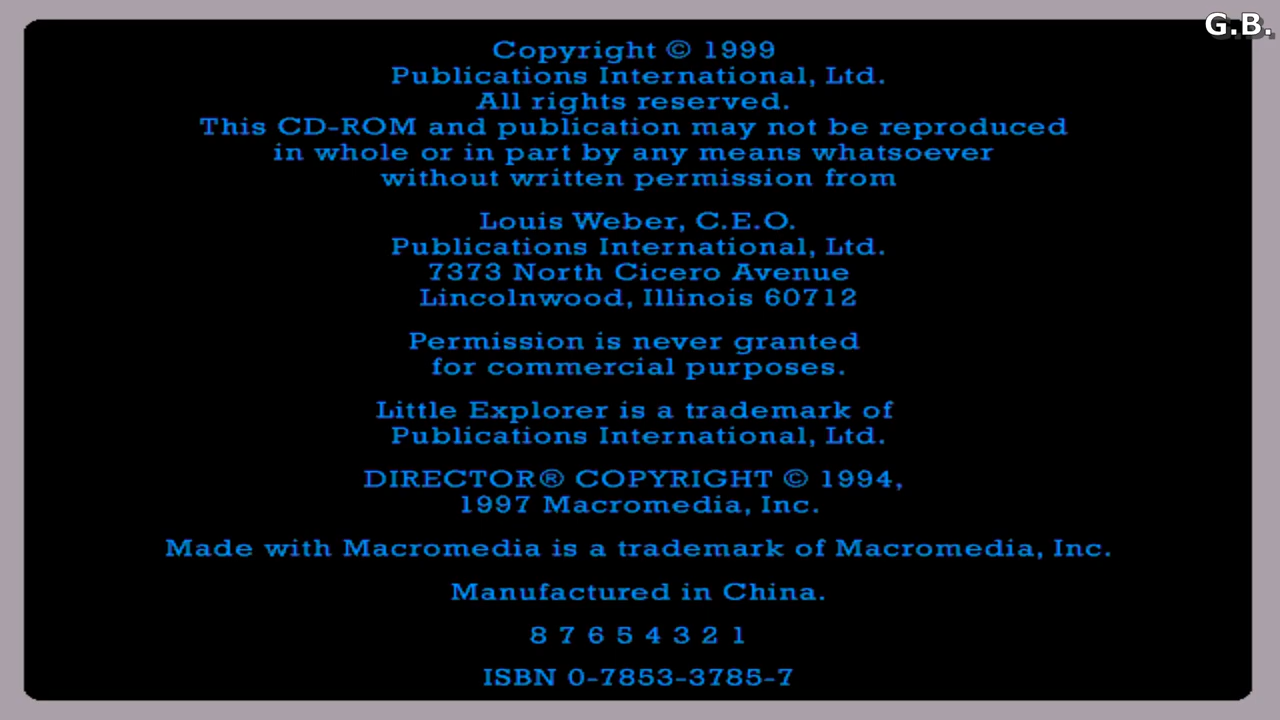 G.B.
Copyright © 1999
Publications International, Ltd.
All rights reserved.
This CD-ROM and publication may not be reproduced
in whole or in part by any means whatsoever
without written permission from
Louis Weber, C.E.O.
Publications International, Ltd.
7373 North Cicero Avenue
Lincolnwood, Illinois 60712
Permission is never granted
for commercial purposes.
Little Explorer is a trademark of
Publications International, Ltd.
DIRECTOR® COPYRIGHT © 1994,
1997 Macromedia, Inc.
Made with Macromedia is a trademark of Macromedia, Inc.
Manufactured in China.
8 7 6 5 4 3 2 1
ISBN 0-7853-3785-7